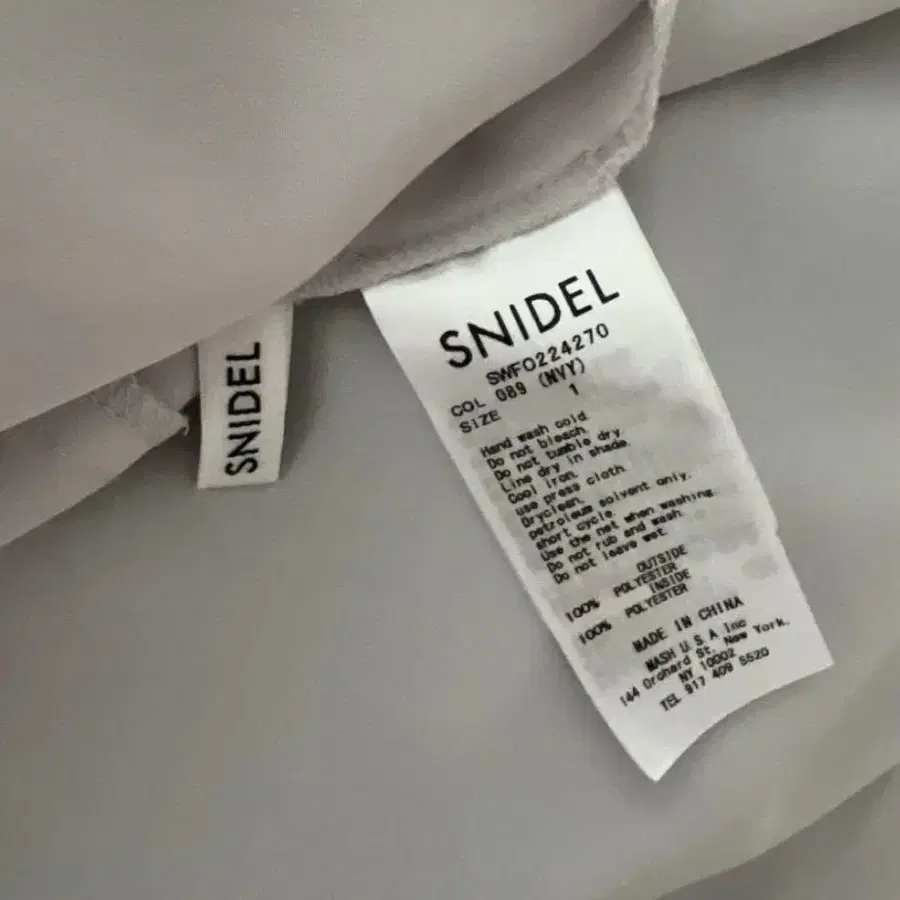 SNIDEL
SNIDEL
SWFO224270
COL 089 (NVY)
SIZE 1
Hand wash cold.
Do not bleach.
Do not tumble dry.
Line dry in shade.
Cool iron.
use press cloth.
Dryclean.
petroleum solvent only.
short cycle.
Use the net when washing.
Do not rub and wash.
Do not leave wet.
OUTSIDE
100% POLYESTER
INSIDE
100% POLYESTER
MADE IN CHINA
MASH U.S.A Inc
144 Orchard St. New York.
NY 10002
TEL 917 409 5520